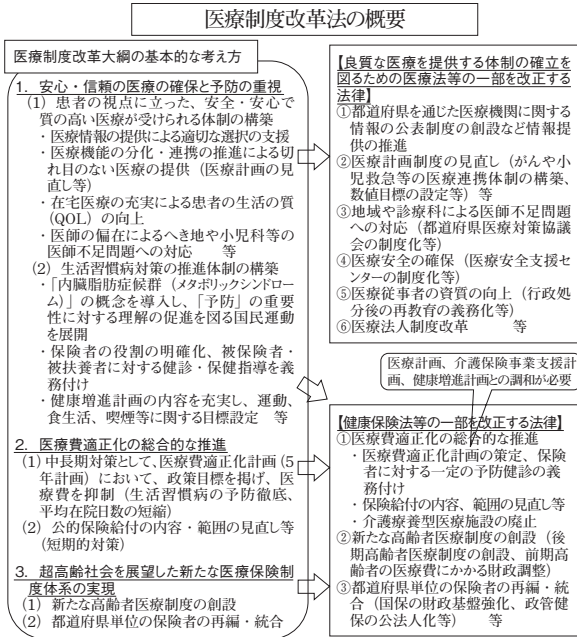 医療制度改革法の概要
医療制度改革大綱の基本的な考え方
1. 安心・信頼の医療の確保と予防の重視
(1) 患者の視点に立った、安全・安心で
質の高い医療が受けられる体制の構築
・医療情報の提供による適切な選択の支援
・医療機能の分化・連携の推進による切
れ目のない医療の提供（医療計画の見
直し等）
・在宅医療の充実による患者の生活の質
（QOL）の向上
・医師の偏在によるへき地や小児科等の
医師不足問題への対応　等
(2) 生活習慣病対策の推進体制の構築
・「内臓脂肪症候群（メタボリックシンドロー
ム）」の概念を導入し、「予防」の重要
性に対する理解の促進を図る国民運動
を展開
・保険者の役割の明確化、被保険者・
被扶養者に対する健診・保健指導を義
務付け
・健康増進計画の内容を充実し、運動、
食生活、喫煙等に関する目標設定　等
2. 医療費適正化の総合的な推進
(1) 中長期対策として、医療費適正化計画（5
年計画）において、政策目標を掲げ、医
療費を抑制（生活習慣病の予防徹底、
平均在院日数の短縮）
(2) 公的保険給付の内容・範囲の見直し等
（短期的対策）
3. 超高齢社会を展望した新たな医療保険制
度体系の実現
(1) 新たな高齢者医療制度の創設
(2) 都道府県単位の保険者の再編・統合
【良質な医療を提供する体制の確立を
図るための医療法等の一部を改正する
法律】
①都道府県を通じた医療機関に関する
情報の公表制度の創設など情報提
供の推進
②医療計画制度の見直し（がんや小
児救急等の医療連携体制の構築、
数値目標の設定等）等
③地域や診療科による医師不足問題
への対応（都道府県医療対策協議
会の制度化等）
④医療安全の確保（医療安全支援セ
ンターの制度化等）
⑤医療従事者の資質の向上（行政処
分後の再教育の義務化等）
⑥医療法人制度改革　等
医療計画、介護保険事業支援計
画、健康増進計画との調和が必要
【健康保険法等の一部を改正する法律】
①医療費適正化の総合的な推進
・医療費適正化計画の策定、保険
者に対する一定の予防健診の義
務付け
・保険給付の内容、範囲の見直し等
・介護療養型医療施設の廃止
②新たな高齢者医療制度の創設（後
期高齢者医療制度の創設、前期高
齢者の医療費にかかる財政調整）
③都道府県単位の保険者の再編・統
合（国保の財政基盤強化、政管健
保の公法人化等）　等